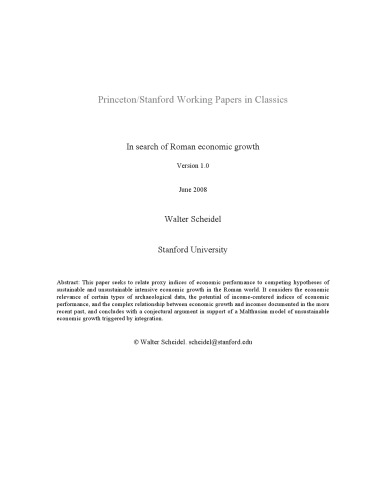 Princeton/Stanford Working Papers in Classics
In search of Roman economic growth
Version 1.0
June 2008
Walter Scheidel
Stanford University
Abstract: This paper seeks to relate proxy indices of economic performance to competing hypotheses of
sustainable and unsustainable intensive economic growth in the Roman world. It considers the economic
relevance of certain types of archaeological data, the potential of income-centered indices of economic
performance, and the complex relationship between economic growth and incomes documented in the more
recent past, and concludes with a conjectural argument in support of a Malthusian model of unsustainable
economic growth triggered by integration.
© Walter Scheidel. scheidel@stanford.edu